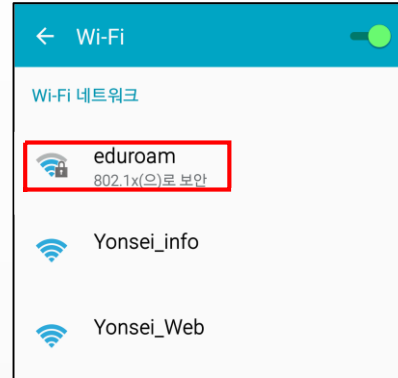 Wi-Fi
Wi-Fi 네트워크
eduroam
802.1x(으)로 보안
Yonsei_info
Yonsei_Web